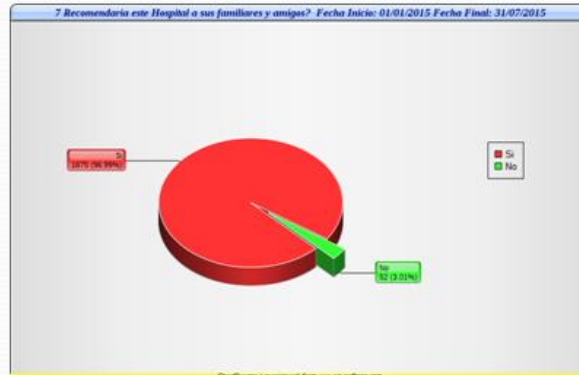 7 Recomendaria este Hospital a sus familiares y amigos? Fecha Inicio: 01/01/2015 Fecha Final: 31/07/2015
Si
1675 (96.99%)
Si
No
No
52 (3.01%)